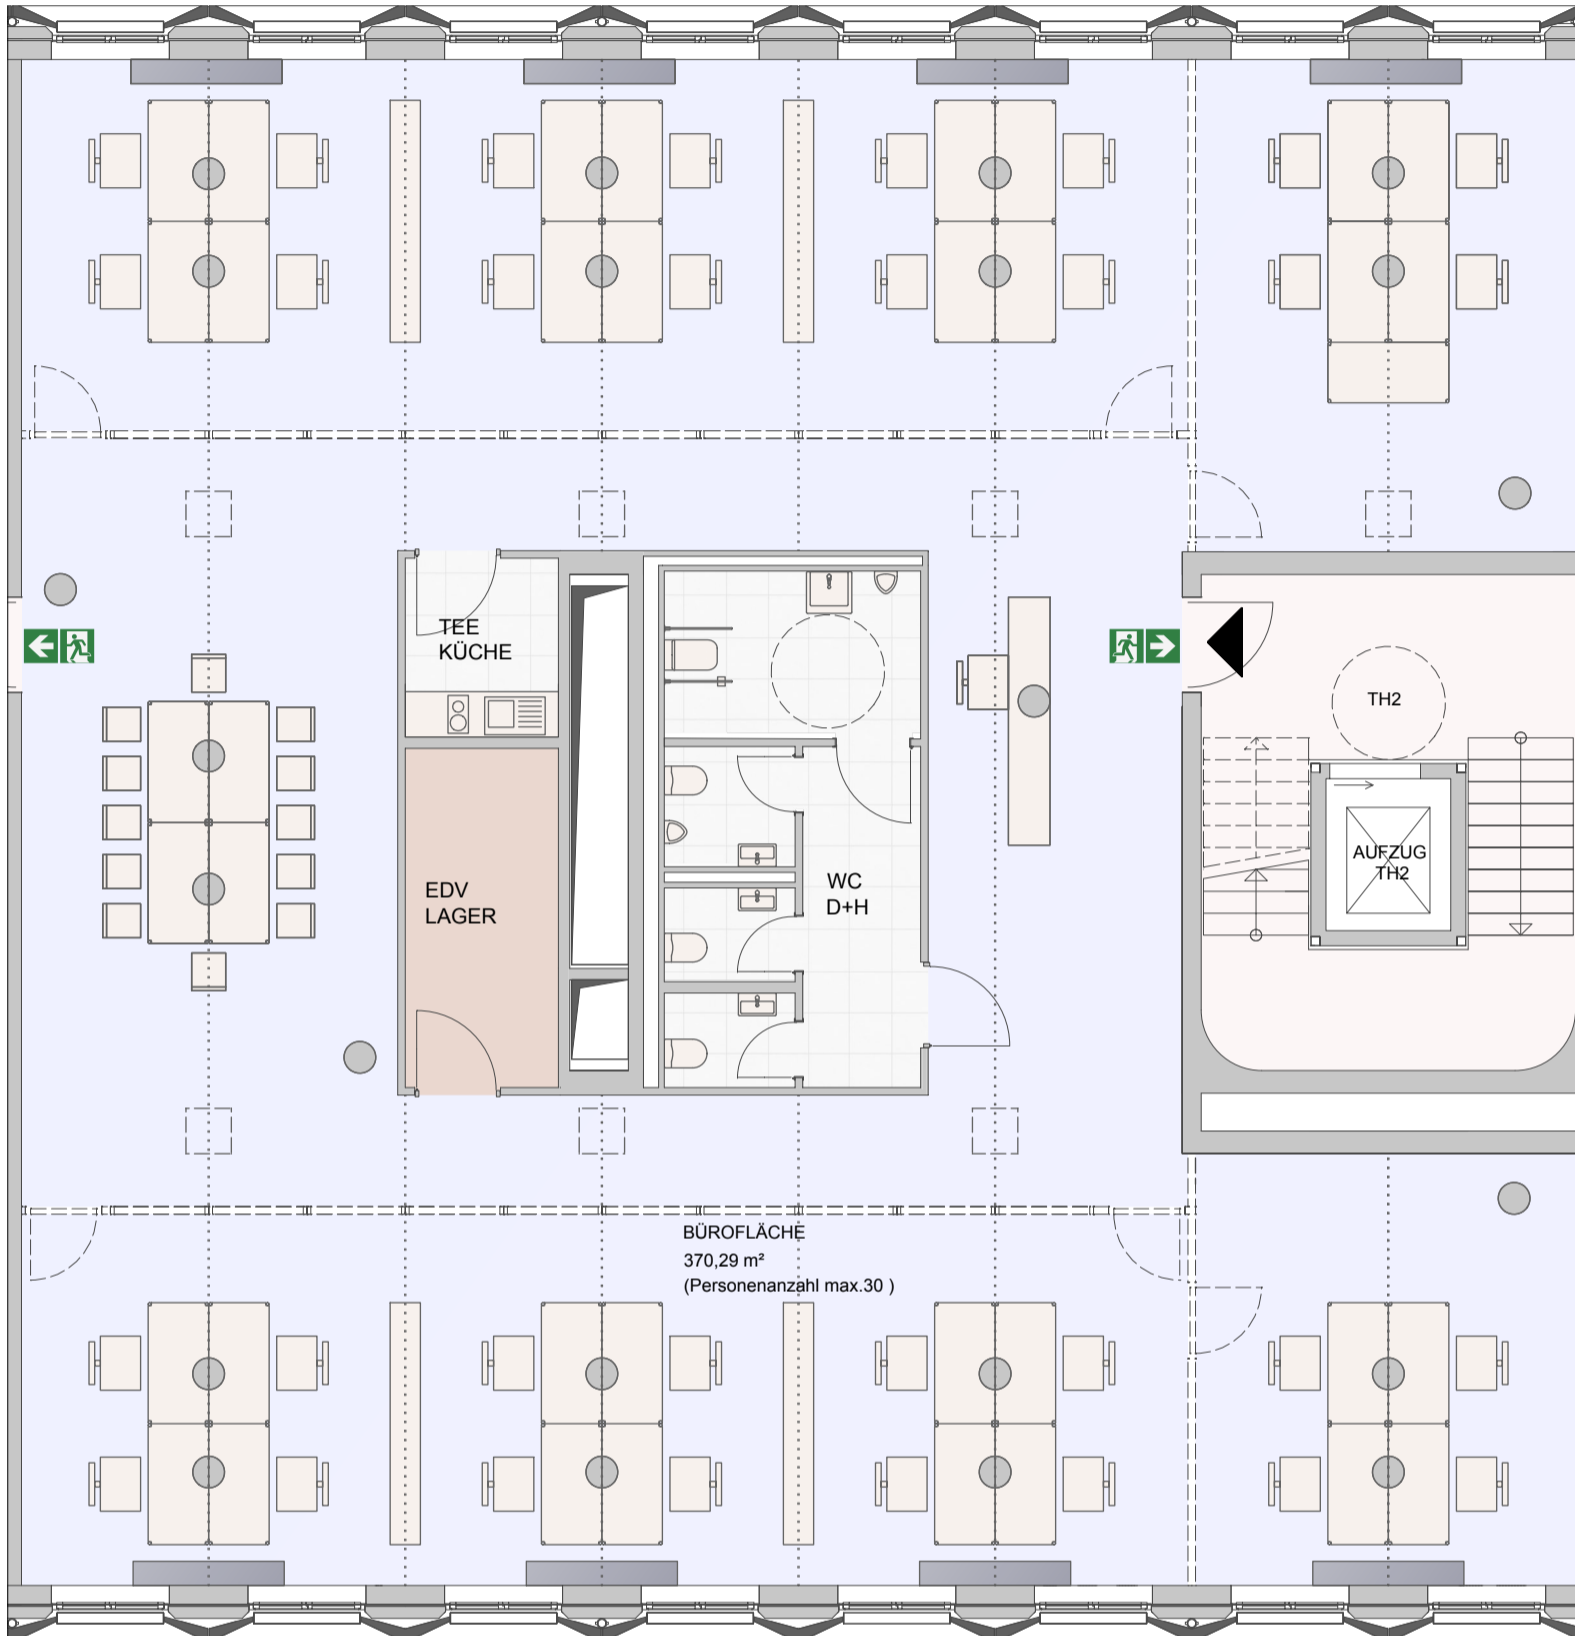 TEE
KÜCHE
TH2
AUFZUG
TH2
EDV
LAGER
WC
D+H
BÜROFLÄCHE
370,29 m²
(Personenanzahl max.30 )